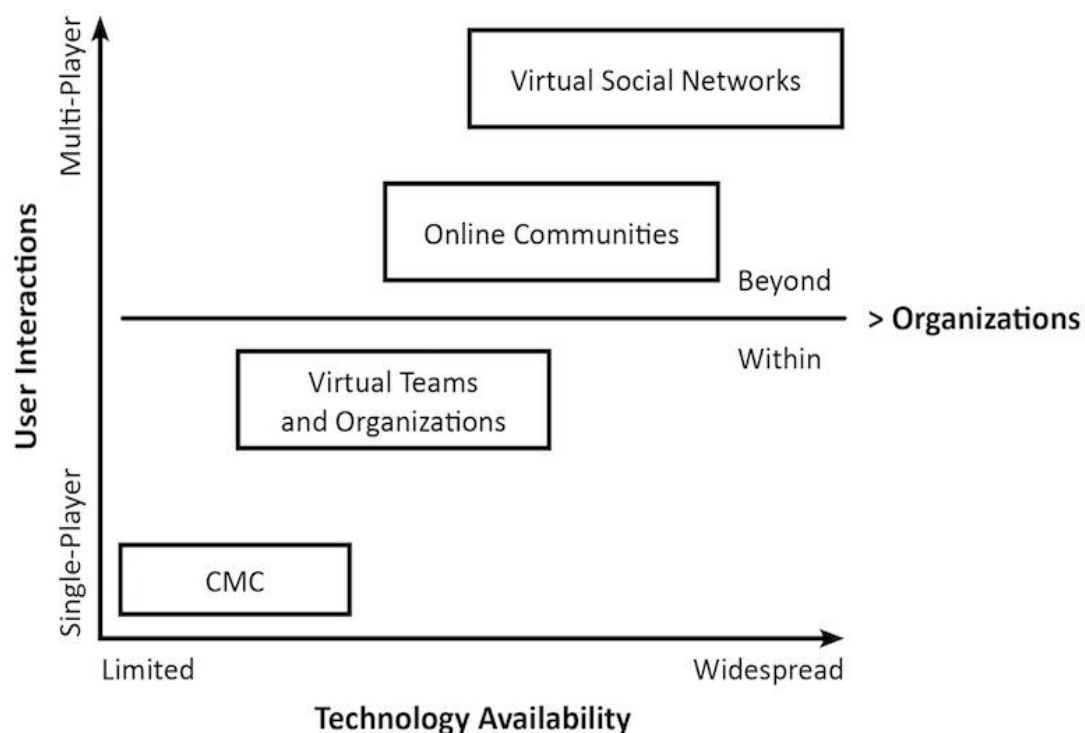 Multi-Player
Virtual Social Networks
Online Communities
User Interactions
Beyond
> Organizations
Within
Virtual Teams
and Organizations
Single-Player
CMC
Limited
Widespread
Technology Availability